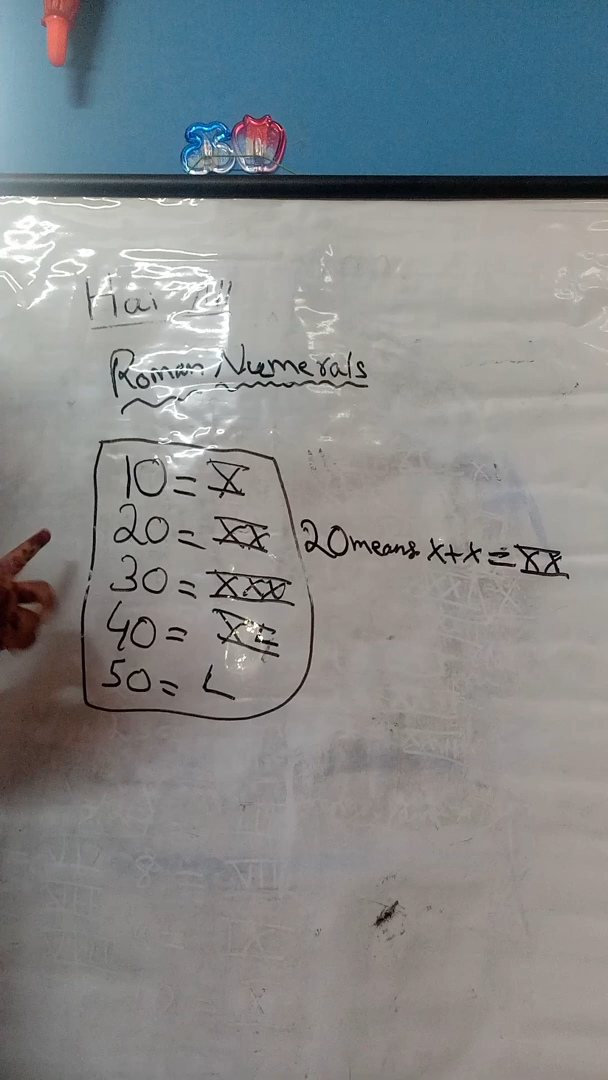 Hai !!!!
Roman Numerals
10 = X
20 = XX
30 = XXX
40 = XL
50 = L
20 means X+X = XX